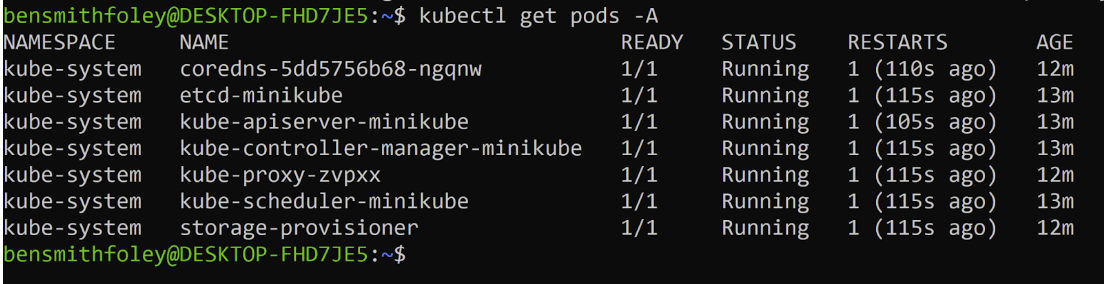 bensmithfoley@DESKTOP-FHD7JE5:~$ kubectl get pods -A
NAMESPACE NAME READY STATUS RESTARTS AGE
kube-system coredns-5dd5756b68-ngqnw 1/1 Running 1 (110s ago) 12m
kube-system etcd-minikube 1/1 Running 1 (115s ago) 13m
kube-system kube-apiserver-minikube 1/1 Running 1 (105s ago) 13m
kube-system kube-controller-manager-minikube 1/1 Running 1 (115s ago) 13m
kube-system kube-proxy-zvpxx 1/1 Running 1 (115s ago) 12m
kube-system kube-scheduler-minikube 1/1 Running 1 (115s ago) 13m
kube-system storage-provisioner 1/1 Running 1 (115s ago) 12m
bensmithfoley@DESKTOP-FHD7JE5:~$